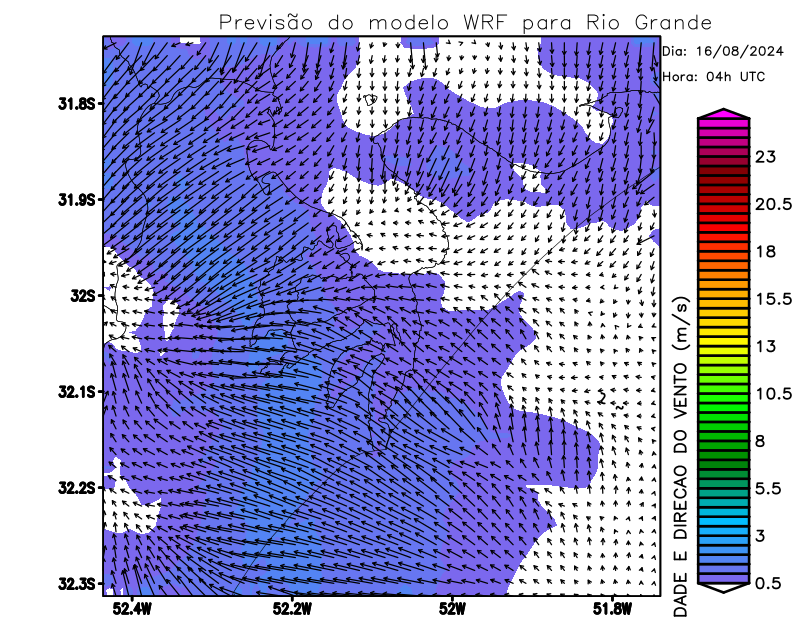 Previsão do modelo WRF para Rio Grande
Dia: 16/08/2024
Hora: 04h UTC
31.8S
31.9S
32S
32.1S
32.2S
32.3S
52.4W
52.2W
52W
51.8W
23
20.5
18
15.5
13
10.5
8
5.5
3
0.5
DADE E DIRECAO DO VENTO (m/s)